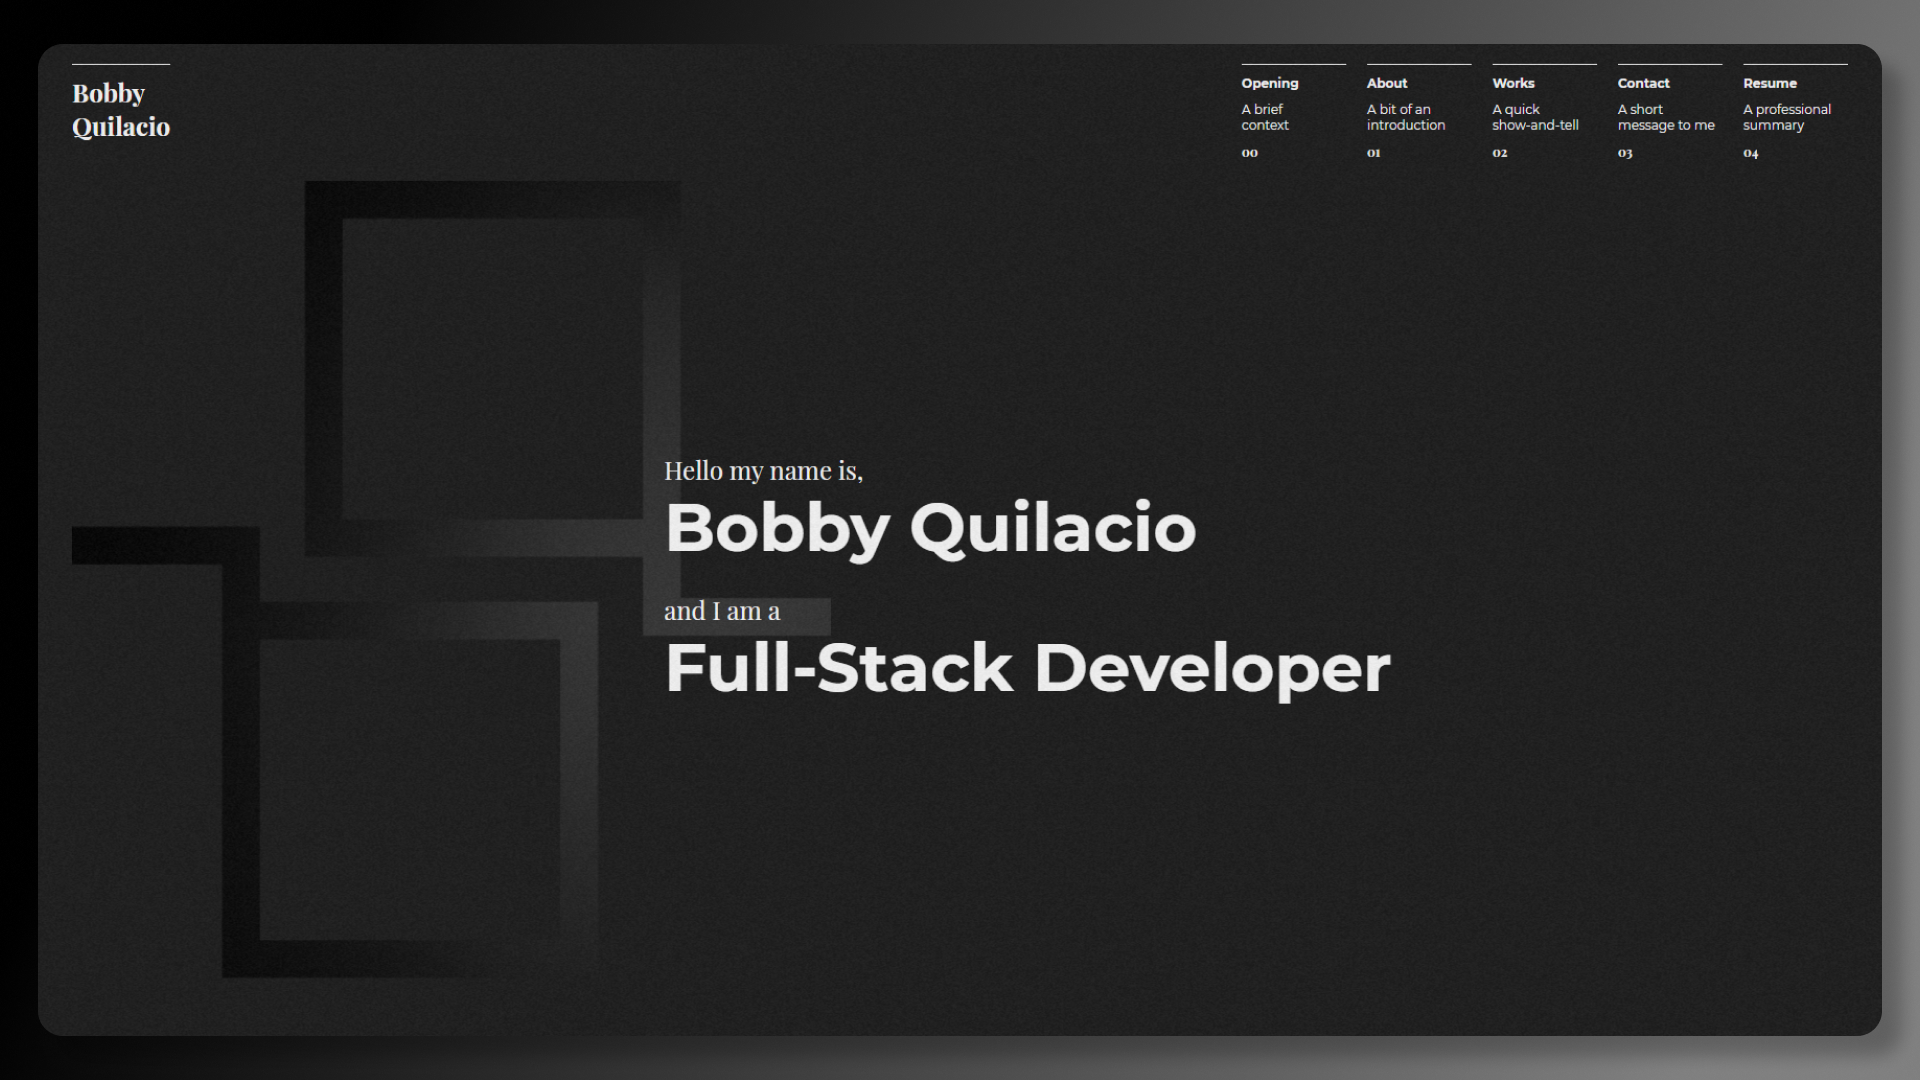 Bobby
Quilacio
Opening
A brief
context
00
About
A bit of an
introduction
01
Works
A quick
show-and-tell
02
Contact
A short
message to me
03
Resume
A professional
summary
04
Hello my name is,
Bobby Quilacio
and I am a
Full-Stack Developer